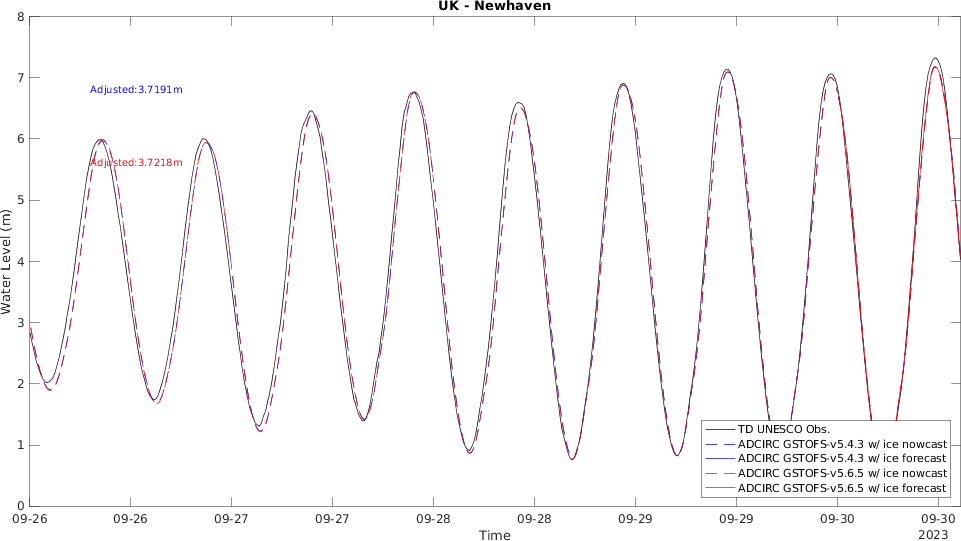 UK - Newhaven
8
7
6
5
4
3
2
1
0
Water Level (m)
Adjusted:3.7191m
Adjusted:3.7218m
TD UNESCO Obs.
ADCIRC GSTOFS-v5.4.3 w/ ice nowcast
ADCIRC GSTOFS-v5.4.3 w/ ice forecast
ADCIRC GSTOFS-v5.6.5 w/ ice nowcast
ADCIRC GSTOFS-v5.6.5 w/ ice forecast
09-26 09-26 09-27 09-27 09-28 09-28 09-29 09-29 09-30 09-30
Time
2023